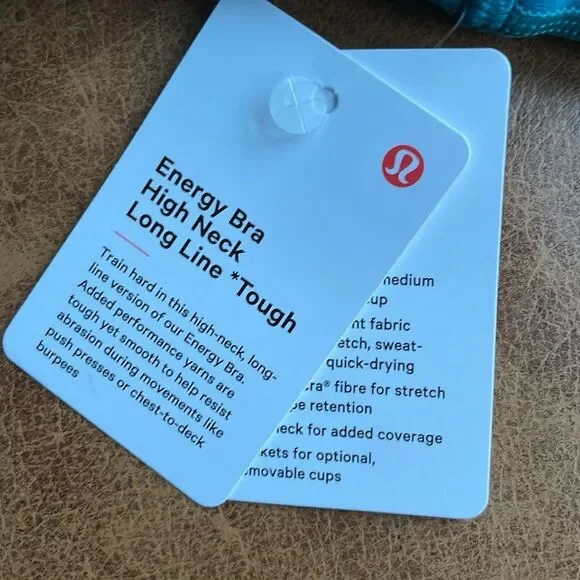 Energy Bra
High Neck
Long Line *Tough
Train hard in this high-neck, long-
line version of our Energy Bra.
Added performance yarns are
tough yet smooth to help resist
abrasion during movements like
push presses or chest-to-deck
burpees
medium
cup
fabric
sweat-
quick-drying
fibre for stretch
retention
for added coverage
for optional,
cups